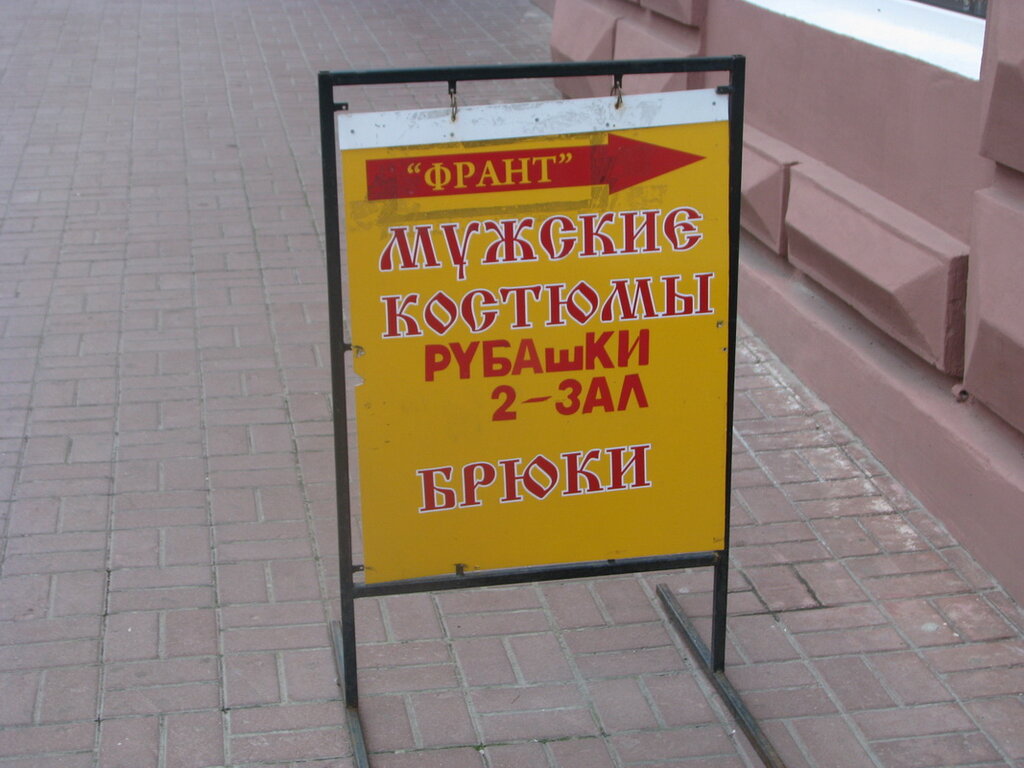 “ФРАНТ”
МУЖСКИЕ
КОСТЮМЫ
РУБАШКИ
2-ЗАЛ
БРЮКИ